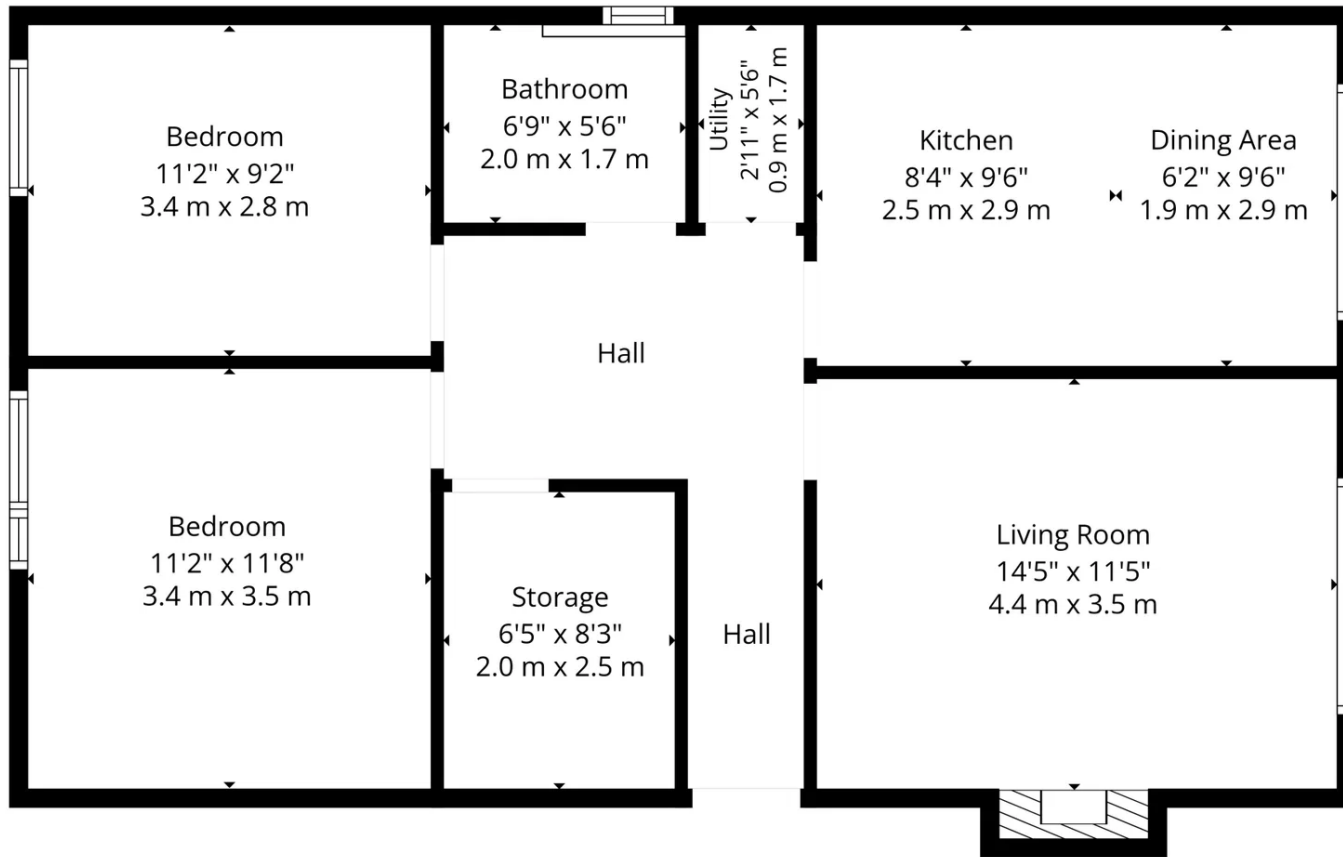 Bedroom
11'2" x 9'2"
3.4 m x 2.8 m
Bathroom
6'9" x 5'6"
2.0 m x 1.7 m
Utility
2'11" x 5'6"
0.9 m x 1.7 m
Kitchen
8'4" x 9'6"
2.5 m x 2.9 m
Dining Area
6'2" x 9'6"
1.9 m x 2.9 m
Hall
Bedroom
11'2" x 11'8"
3.4 m x 3.5 m
Storage
6'5" x 8'3"
2.0 m x 2.5 m
Hall
Living Room
14'5" x 11'5"
4.4 m x 3.5 m